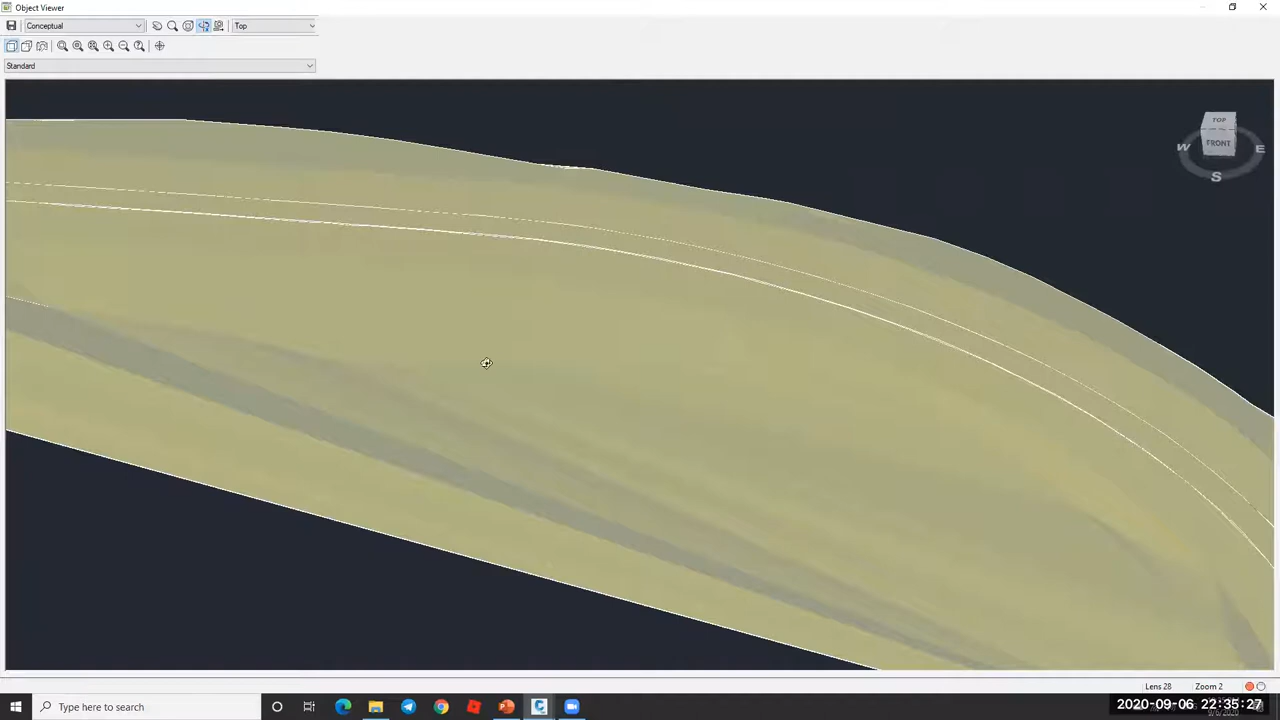 Object Viewer
Conceptual
Top
Standard
TOP
FRONT
W
E
S
Lens 28
Zoom 2
Type here to search
2020-09-06 22:35:27